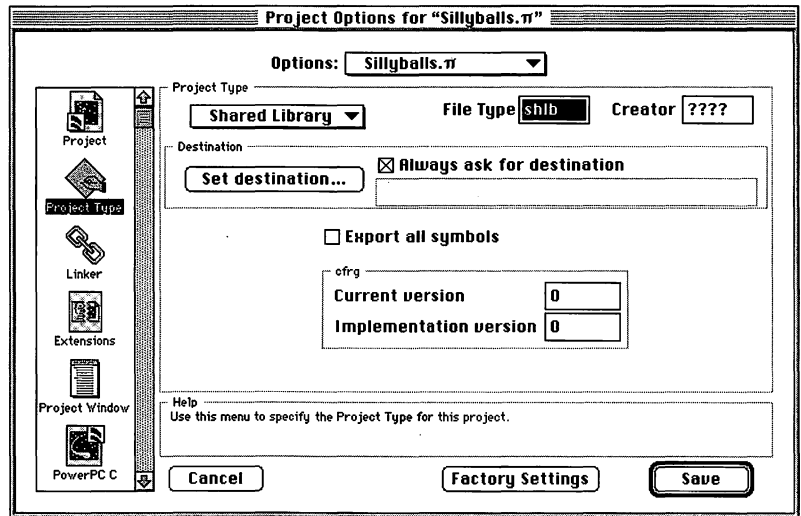 Project Options for “Sillyballs.π”
Options: Sillyballs.π
Project
Project Type
Linker
Extensions
Project Window
PowerPC C
Project Type
Shared Library
File Type shlb
Creator ????
Destination
Set destination...
Always ask for destination
Export all symbols
cfrg
Current version 0
Implementation version 0
Help
Use this menu to specify the Project Type for this project.
Cancel
Factory Settings
Save